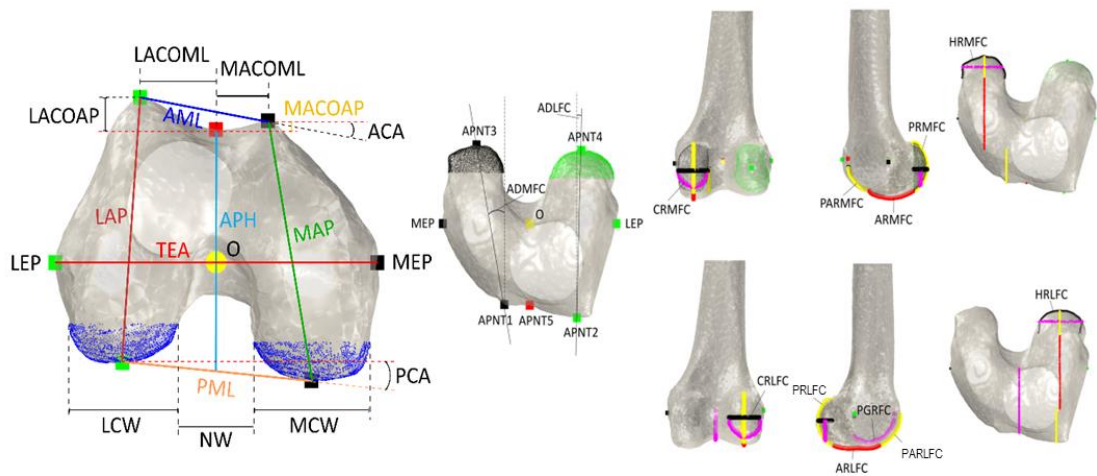 LACOML
MACOML
LACOAP
MACOAP
AML
ACA
LAP
APH
MAP
LEP
TEA
O
MEP
PML
PCA
LCW
NW
MCW
ADLFC
APNT3
APNT4
ADMFC
MEP
O
LEP
APNT1
APNT5
APNT2
CRMFC
PRMFC
PARMFC
ARMFC
HRMFC
CRLFC
PRLFC
PGRFC
PARLFC
ARLFC
HRLFC